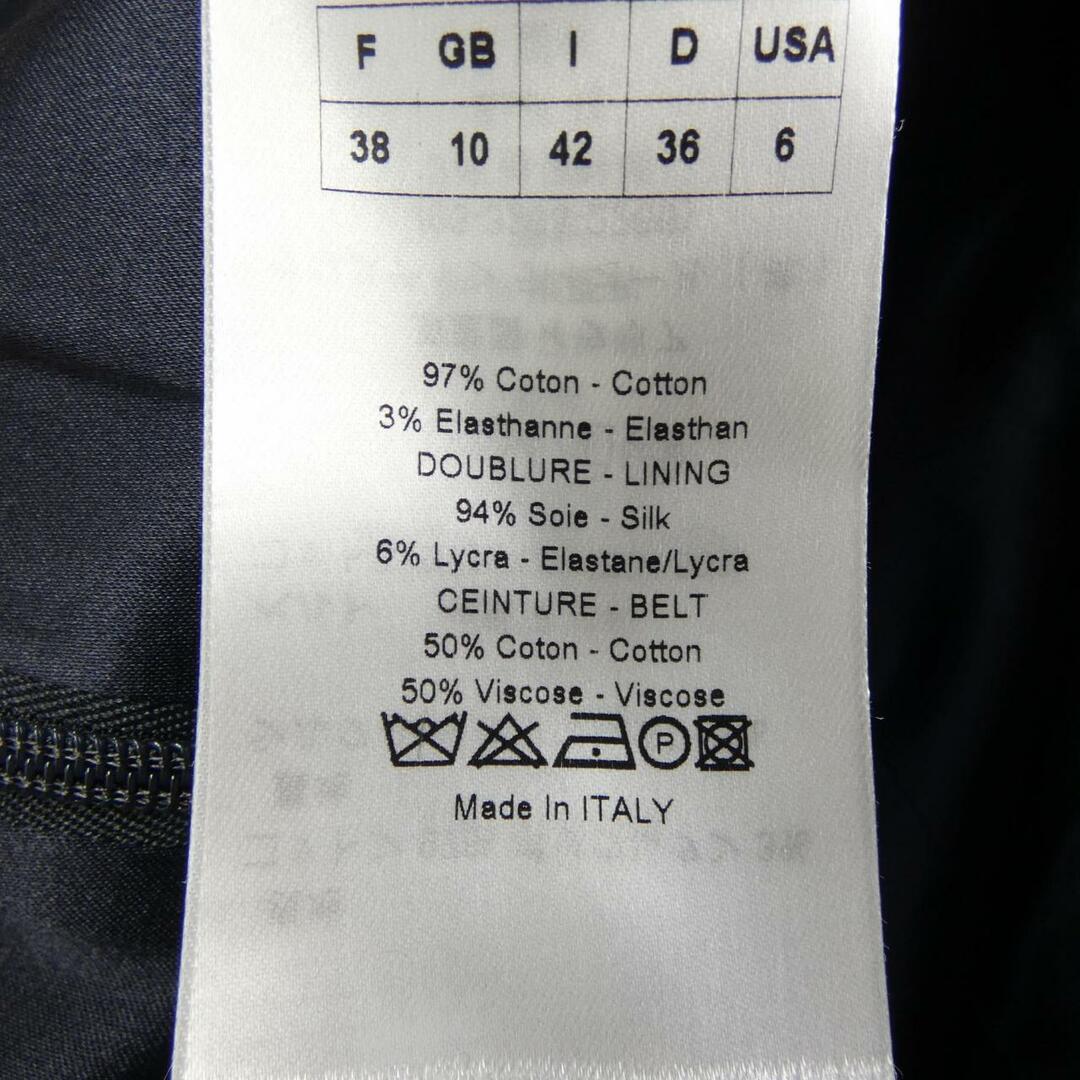 F GB I D USA
38 10 42 36 6
97% Coton - Cotton
3% Elasthanne - Elasthan
DOUBLURE - LINING
94% Soie - Silk
6% Lycra - Elastane/Lycra
CEINTURE - BELT
50% Coton - Cotton
50% Viscose - Viscose
P
Made In ITALY